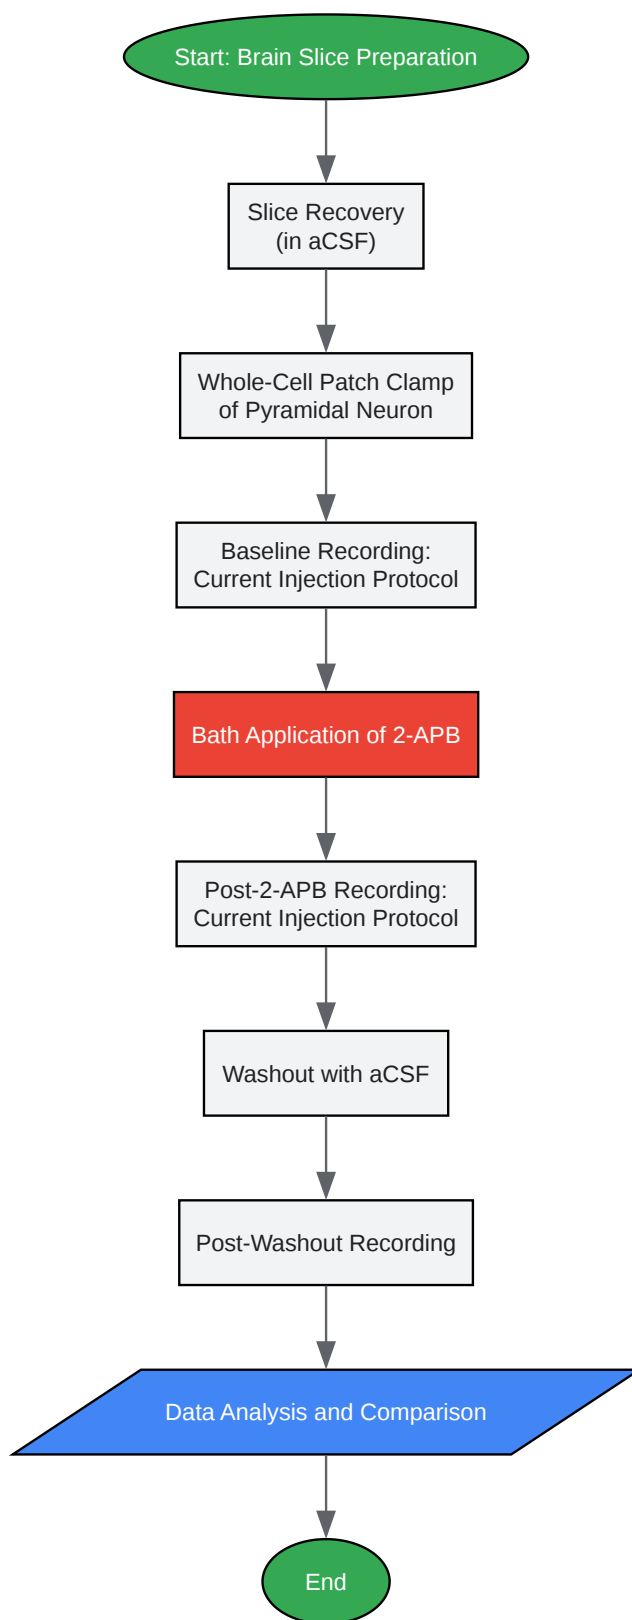 Start: Brain Slice Preparation
Slice Recovery
(in aCSF)
Whole-Cell Patch Clamp
of Pyramidal Neuron
Baseline Recording:
Current Injection Protocol
Bath Application of 2-APB
Post-2-APB Recording:
Current Injection Protocol
Washout with aCSF
Post-Washout Recording
Data Analysis and Comparison
End